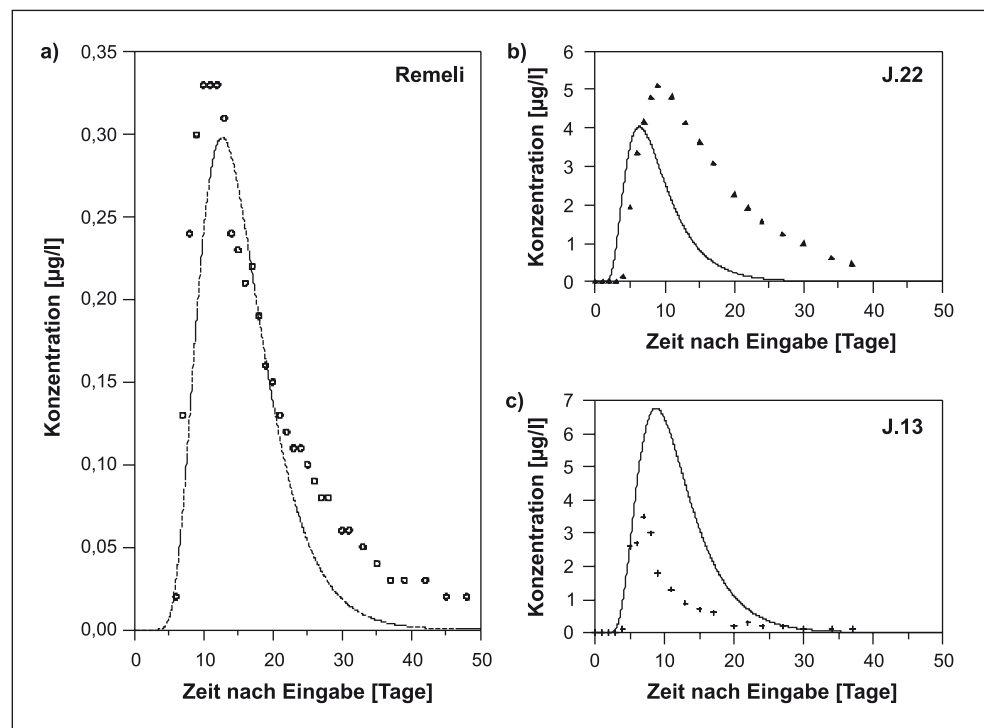 a)
Remeli
Konzentration [µg/l]
0,35
0,30
0,25
0,20
0,15
0,10
0,05
0,00
0 10 20 30 40 50
Zeit nach Eingabe [Tage]
b)
J.22
Konzentration [µg/l]
6
5
4
3
2
1
0
0 10 20 30 40 50
Zeit nach Eingabe [Tage]
c)
J.13
Konzentration [µg/l]
7
6
5
4
3
2
1
0
0 10 20 30 40 50
Zeit nach Eingabe [Tage]